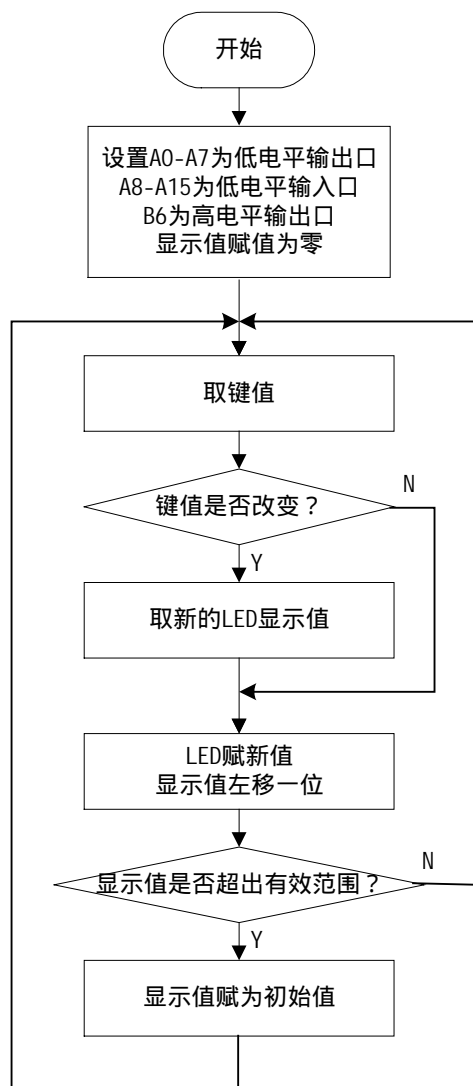 开始
设置A0-A7为低电平输出口
A8-A15为低电平输入口
B6为高电平输出口
显示值赋值为零
取键值
键值是否改变？
N
Y
取新的LED显示值
LED赋新值
显示值左移一位
显示值是否超出有效范围？
N
Y
显示值赋为初始值